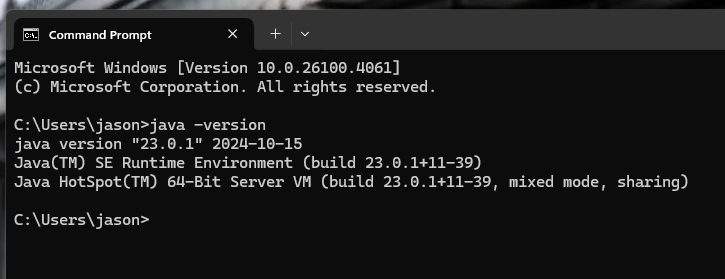 Command Prompt
Microsoft Windows [Version 10.0.26100.4061]
(c) Microsoft Corporation. All rights reserved.
C:\Users\jason>java -version
java version "23.0.1" 2024-10-15
Java(TM) SE Runtime Environment (build 23.0.1+11-39)
Java HotSpot(TM) 64-Bit Server VM (build 23.0.1+11-39, mixed mode, sharing)
C:\Users\jason>